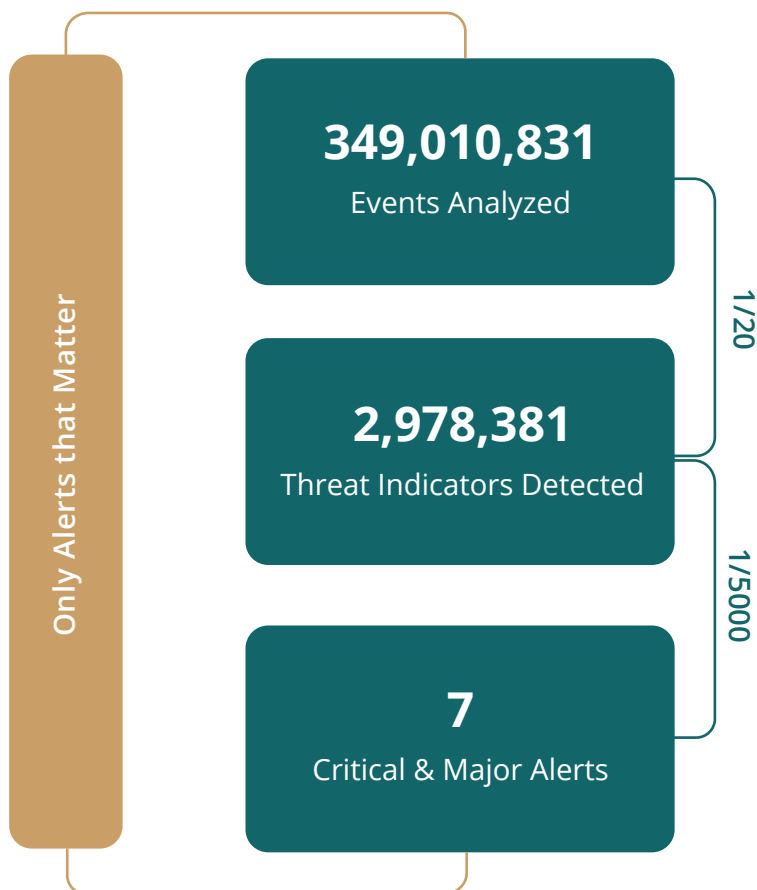 Only Alerts that Matter
349,010,831
Events Analyzed
1/20
2,978,381
Threat Indicators Detected
1/5000
7
Critical & Major Alerts